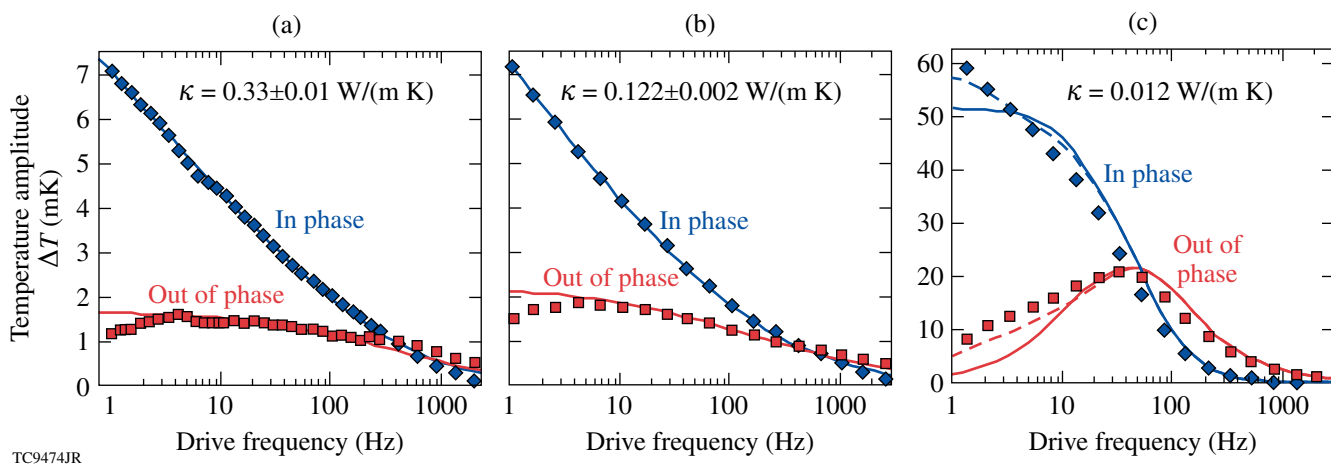 (a)
(b)
(c)
Temperature amplitude
ΔT (mK)
7
6
5
4
3
2
1
0
κ = 0.33±0.01 W/(m K)
In phase
Out of phase
1 10 100 1000
Drive frequency (Hz)
κ = 0.122±0.002 W/(m K)
In phase
Out of phase
1 10 100 1000
Drive frequency (Hz)
60
50
40
30
20
10
0
κ = 0.012 W/(m K)
In phase
Out of
phase
1 10 100 1000
Drive frequency (Hz)
TC9474JR